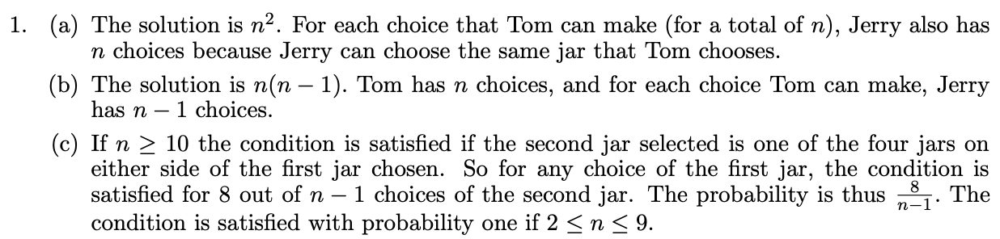 1. (a) The solution is n². For each choice that Tom can make (for a total of n), Jerry also has
n choices because Jerry can choose the same jar that Tom chooses.
(b) The solution is n(n − 1). Tom has n choices, and for each choice Tom can make, Jerry
has n − 1 choices.
(c) If n ≥ 10 the condition is satisfied if the second jar selected is one of the four jars on
either side of the first jar chosen. So for any choice of the first jar, the condition is
satisfied for 8 out of n − 1 choices of the second jar. The probability is thus 8/(n−1). The
condition is satisfied with probability one if 2 ≤ n ≤ 9.